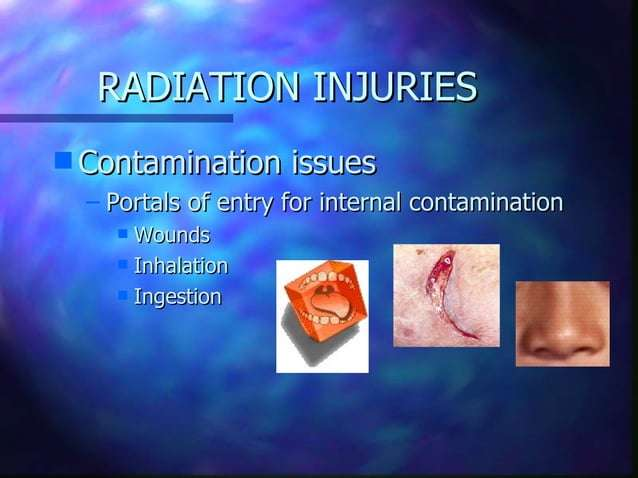 RADIATION INJURIES
Contamination issues
– Portals of entry for internal contamination
Wounds
Inhalation
Ingestion